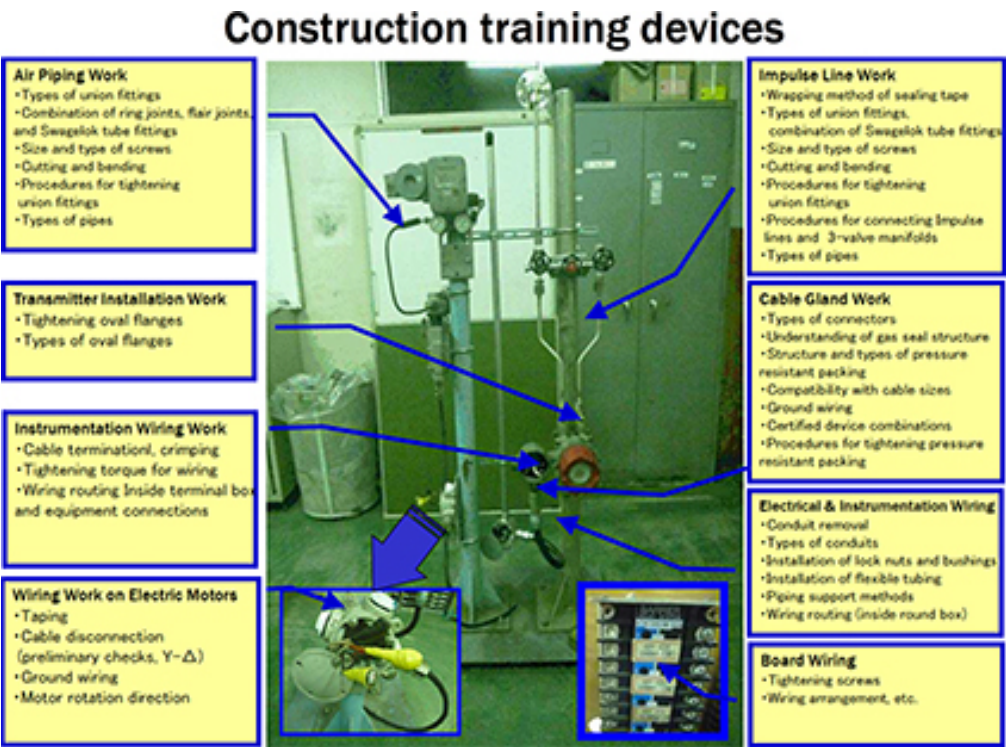 Construction training devices
Air Piping Work
・Types of union fittings
・Combination of ring joints, flair joints,
and Swagelok tube fittings
・Size and type of screws
・Cutting and bending
・Procedures for tightening
union fittings
・Types of pipes
Transmitter Installation Work
・Tightening oval flanges
・Types of oval flanges
Instrumentation Wiring Work
・Cable terminationl, crimping
・Tightening torque for wiring
・Wiring routing Inside terminal box
and equipment connections
Wiring Work on Electric Motors
・Taping
・Cable disconnection
(preliminary checks, Y-Δ)
・Ground wiring
・Motor rotation direction
Impulse Line Work
・Wrapping method of sealing tape
・Types of union fittings,
combination of Swagelok tube fittings
・Size and type of screws
・Cutting and bending
・Procedures for tightening
union fittings
・Procedures for connecting Impulse
lines and 3-valve manifolds
・Types of pipes
Cable Gland Work
・Types of connectors
・Understanding of gas seal structure
・Structure and types of pressure
resistant packing
・Compatibility with cable sizes
・Ground wiring
・Certified device combinations
・Procedures for tightening pressure
resistant packing
Electrical & Instrumentation Wiring
・Conduit removal
・Types of conduits
・Installation of lock nuts and bushings
・Installation of flexible tubing
・Piping support methods
・Wiring routing (inside round box)
Board Wiring
・Tightening screws
・Wiring arrangement, etc.